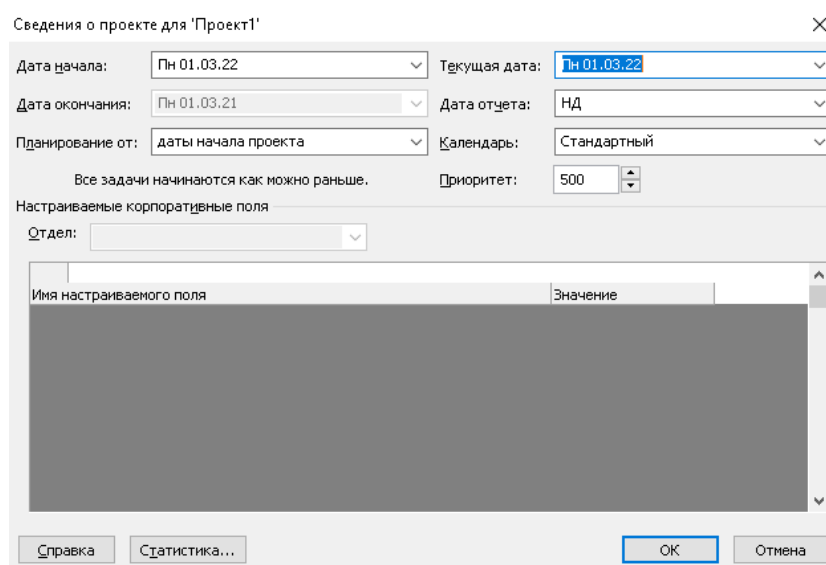 Сведения о проекте для 'Проект1'
Дата начала: Пн 01.03.22 Текущая дата: Пн 01.03.22
Дата окончания: Пн 01.03.21 Дата отчета: НД
Планирование от: даты начала проекта Календарь: Стандартный
Все задачи начинаются как можно раньше. Приоритет: 500
Настраиваемые корпоративные поля
Отдел:
Имя настраиваемого поля Значение
Справка Статистика... ОК Отмена